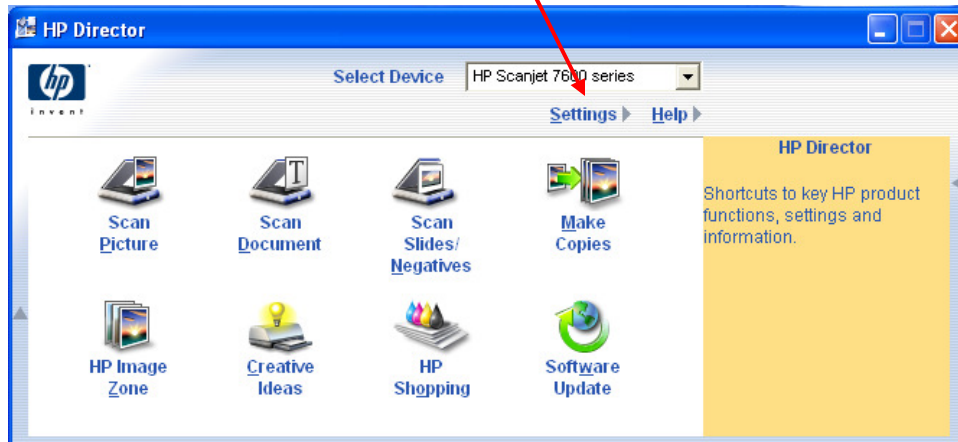 HP Director
hp
invent
Select Device HP Scanjet 7600 series
Settings Help
HP Director
Shortcuts to key HP product
functions, settings and
information.
Scan
Picture
Scan
Document
T
Scan
Slides/
Negatives
Make
Copies
HP Image
Zone
Creative
Ideas
HP
Shopping
Software
Update